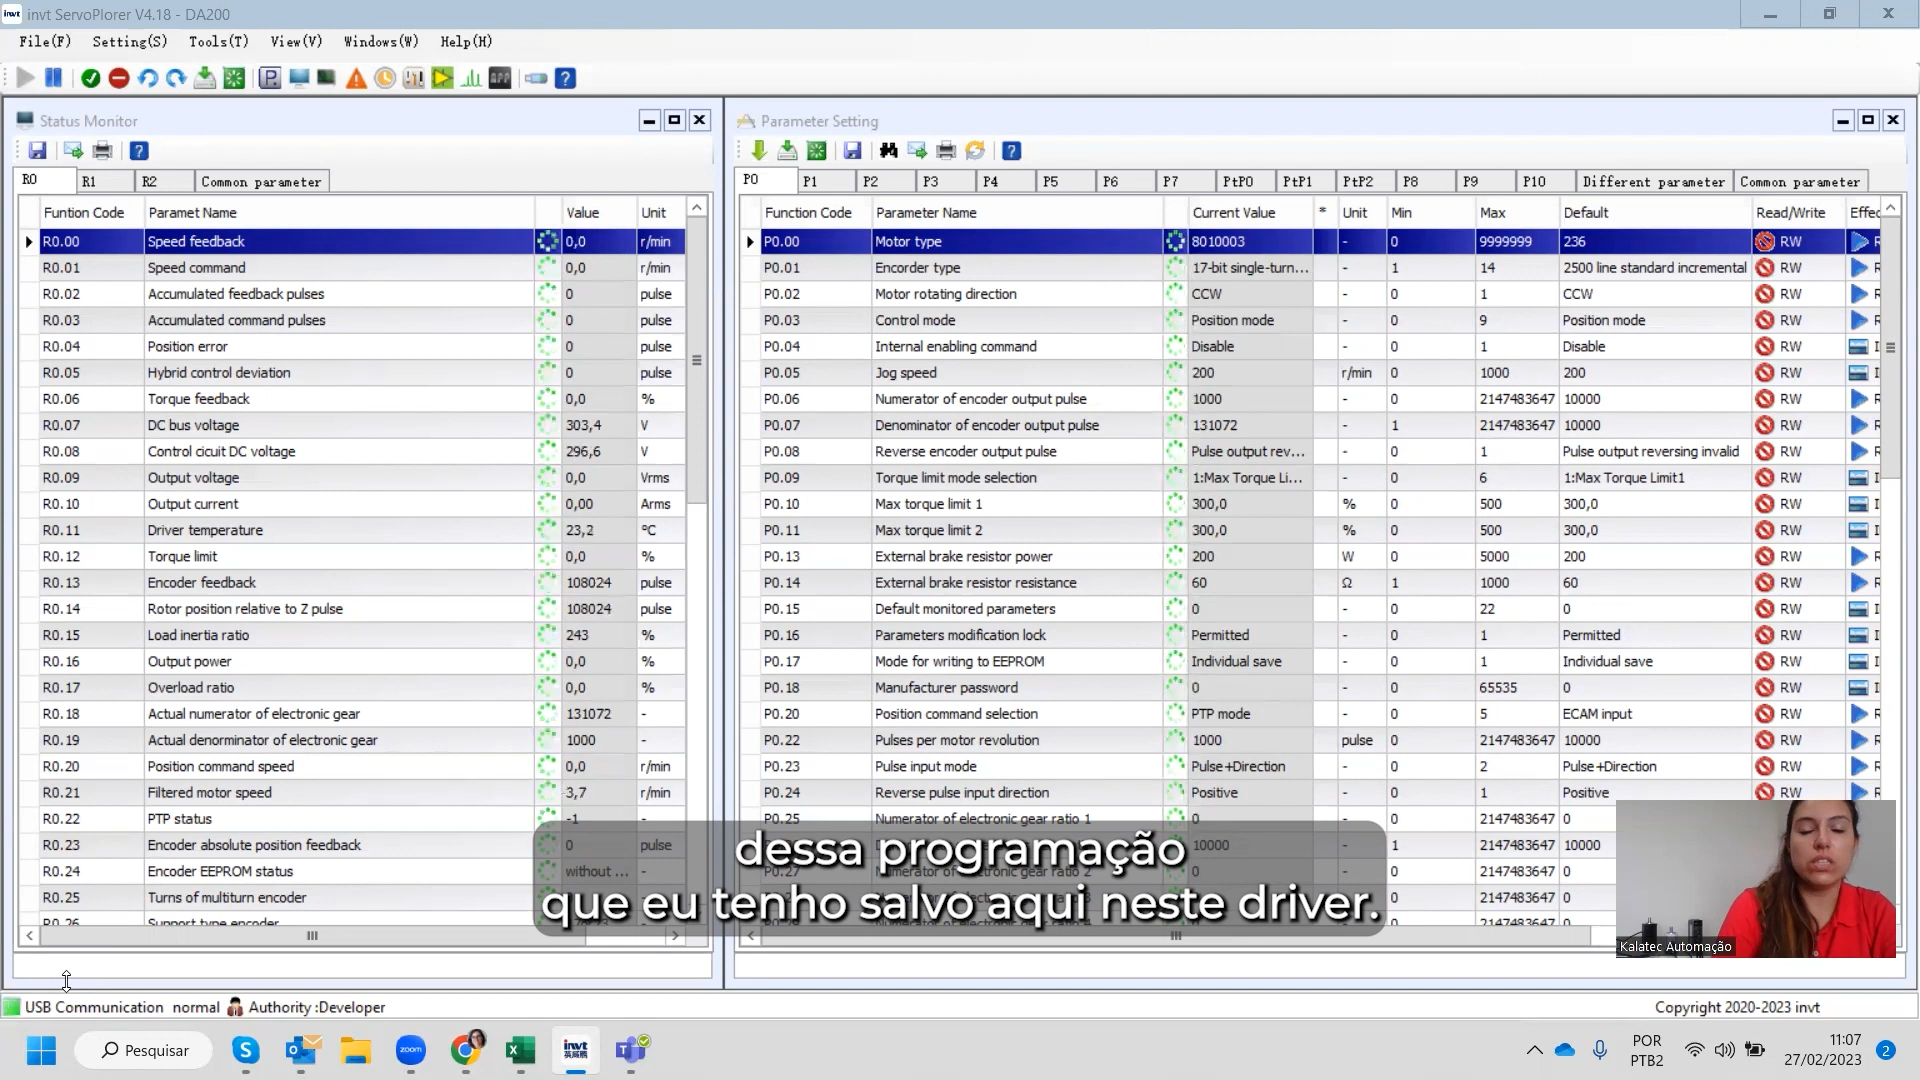 invt ServoPlorer V4.18 - DA200
File(F) Setting(S) Tools(T) View(V) Windows(W) Help(H)
Status Monitor
R0 R1 R2 Common parameter
Funtion Code Paramet Name Value Unit
R0.00 Speed feedback 0,0 r/min
R0.01 Speed command 0,0 r/min
R0.02 Accumulated feedback pulses 0 pulse
R0.03 Accumulated command pulses 0 pulse
R0.04 Position error 0 pulse
R0.05 Hybrid control deviation 0 pulse
R0.06 Torque feedback 0,0 %
R0.07 DC bus voltage 303,4 V
R0.08 Control cicuit DC voltage 296,6 V
R0.09 Output voltage 0,0 Vrms
R0.10 Output current 0,00 Arms
R0.11 Driver temperature 23,2 ºC
R0.12 Torque limit 0,0 %
R0.13 Encoder feedback 108024 pulse
R0.14 Rotor position relative to Z pulse 108024 pulse
R0.15 Load inertia ratio 243 %
R0.16 Output power 0,0 %
R0.17 Overload ratio 0,0 %
R0.18 Actual numerator of electronic gear 131072 -
R0.19 Actual denorminator of electronic gear 1000 -
R0.20 Position command speed 0,0 r/min
R0.21 Filtered motor speed 3,7 r/min
R0.22 PTP status -1 -
R0.23 Encoder absolute position feedback 0 pulse
R0.24 Encoder EEPROM status without ... -
R0.25 Turns of multiturn encoder
R0.26 Support type encoder
Parameter Setting
P0 P1 P2 P3 P4 P5 P6 P7 PtP0 PtP1 PtP2 P8 P9 P10 Different parameter Common parameter
Function Code Parameter Name Current Value * Unit Min Max Default Read/Write Effec
P0.00 Motor type 8010003 - 0 9999999 236 RW R
P0.01 Encorder type 17-bit single-turn... - 1 14 2500 line standard incremental RW R
P0.02 Motor rotating direction CCW - 0 1 CCW RW R
P0.03 Control mode Position mode - 0 9 Position mode RW R
P0.04 Internal enabling command Disable - 0 1 Disable RW I
P0.05 Jog speed 200 r/min 0 1000 200 RW I
P0.06 Numerator of encoder output pulse 1000 - 0 2147483647 10000 RW R
P0.07 Denominator of encoder output pulse 131072 - 1 2147483647 10000 RW R
P0.08 Reverse encoder output pulse Pulse output rev... - 0 1 Pulse output reversing invalid RW R
P0.09 Torque limit mode selection 1:Max Torque Li... - 0 6 1:Max Torque Limit1 RW I
P0.10 Max torque limit 1 300,0 % 0 500 300,0 RW I
P0.11 Max torque limit 2 300,0 % 0 500 300,0 RW I
P0.13 External brake resistor power 200 W 0 5000 200 RW R
P0.14 External brake resistor resistance 60 Ω 1 1000 60 RW R
P0.15 Default monitored parameters 0 - 0 22 0 RW I
P0.16 Parameters modification lock Permitted - 0 1 Permitted RW I
P0.17 Mode for writing to EEPROM Individual save - 0 1 Individual save RW I
P0.18 Manufacturer password 0 - 0 65535 0 RW I
P0.20 Position command selection PTP mode - 0 5 ECAM input RW R
P0.22 Pulses per motor revolution 1000 pulse 0 2147483647 10000 RW R
P0.23 Pulse input mode Pulse+Direction - 0 2 Pulse+Direction RW R
P0.24 Reverse pulse input direction Positive - 0 1 Positive RW R
P0.25 Numerator of electronic gear ratio 1 0 - 0 2147483647 0
10000 - 1 2147483647 10000
P0.27 0 - 0 2147483647 0
- 0 2147483647 0
2147483647 0
dessa programação
que eu tenho salvo aqui neste driver.
Kalatec Automação
USB Communication normal Authority :Developer
Copyright 2020-2023 invt
Pesquisar
zoom
invt
POR
PTB2
11:07
27/02/2023
2